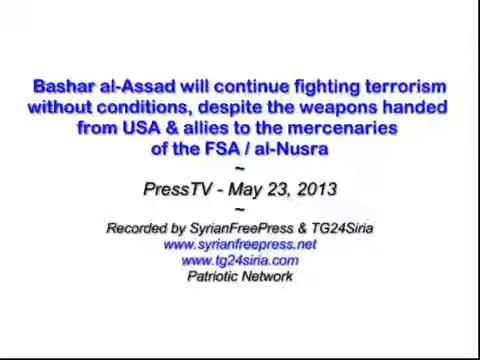 Bashar al-Assad will continue fighting terrorism
without conditions, despite the weapons handed
from USA & allies to the mercenaries
of the FSA / al-Nusra
~
PressTV - May 23, 2013
~
Recorded by SyrianFreePress & TG24Siria
www.syrianfreepress.net
www.tg24siria.com
Patriotic Network